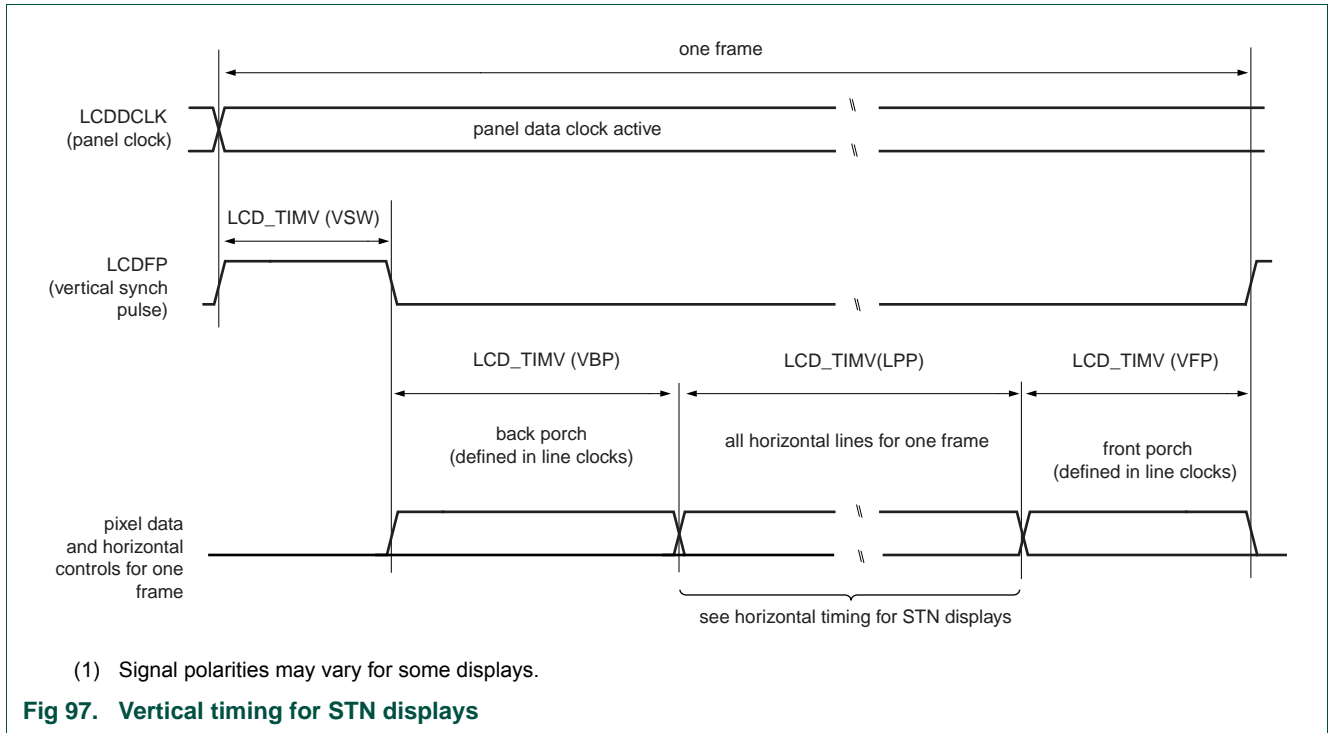 one frame
LCDDCLK
(panel clock)
panel data clock active
LCD_TIMV (VSW)
LCDFP
(vertical synch
pulse)
LCD_TIMV (VBP)
LCD_TIMV(LPP)
LCD_TIMV (VFP)
back porch
(defined in line clocks)
all horizontal lines for one frame
front porch
(defined in line clocks)
pixel data
and horizontal
controls for one
frame
see horizontal timing for STN displays
(1) Signal polarities may vary for some displays.
Fig 97. Vertical timing for STN displays